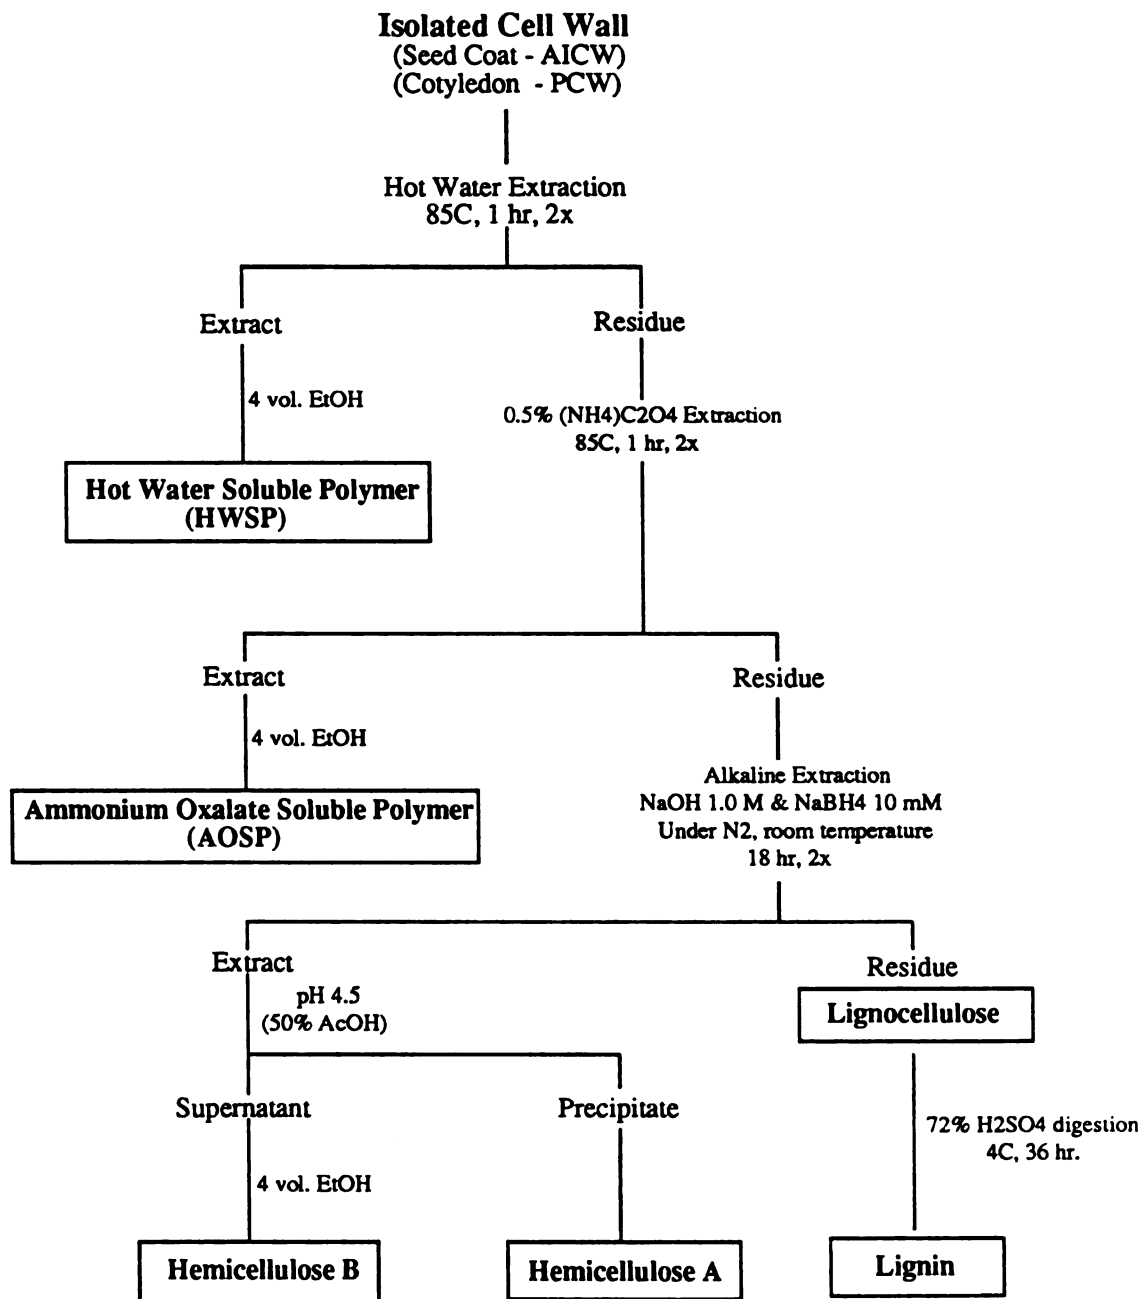 Isolated Cell Wall
(Seed Coat - AICW)
(Cotyledon - PCW)
Hot Water Extraction
85C, 1 hr, 2x
Extract
Residue
4 vol. EtOH
0.5% (NH4)C2O4 Extraction
85C, 1 hr, 2x
Hot Water Soluble Polymer
(HWSP)
Extract
Residue
4 vol. EtOH
Alkaline Extraction
NaOH 1.0 M & NaBH4 10 mM
Under N2, room temperature
18 hr, 2x
Ammonium Oxalate Soluble Polymer
(AOSP)
Extract
Residue
pH 4.5
(50% AcOH)
Lignocellulose
Supernatant
Precipitate
72% H2SO4 digestion
4C, 36 hr.
4 vol. EtOH
Hemicellulose B
Hemicellulose A
Lignin